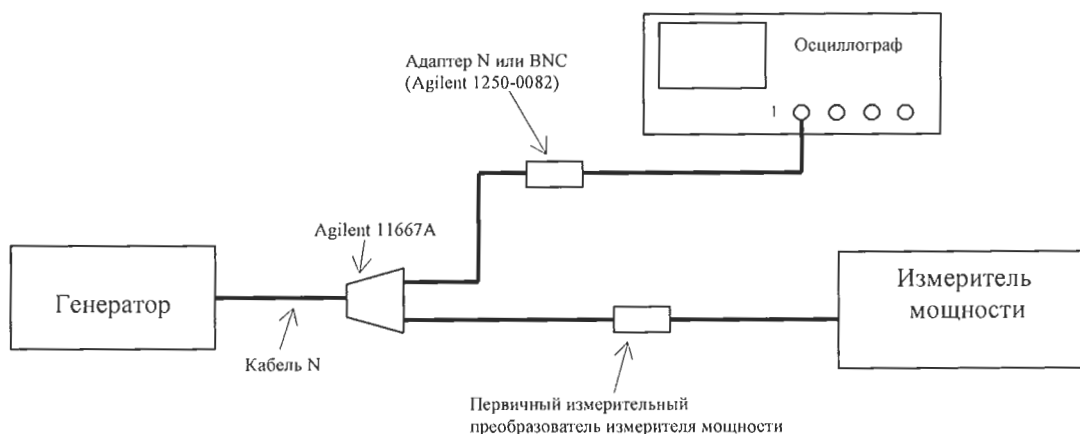 Осциллограф
Адаптер N или BNC
(Agilent 1250-0082)
1
Agilent 11667A
Генератор
Измеритель
мощности
Кабель N
Первичный измерительный
преобразователь измерителя мощности